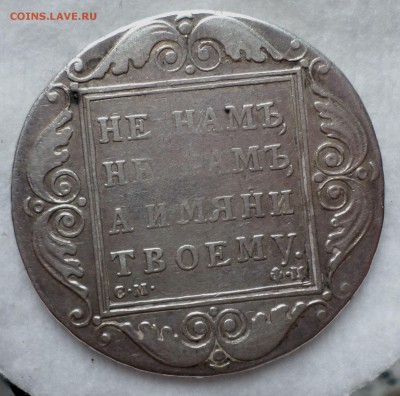 COINS.LAVE.RU
НЕ НАМЪ,
НЕ НАМЪ,
А ИМЯНИ
ТВОЕМУ.
С·М· Ф·Ц